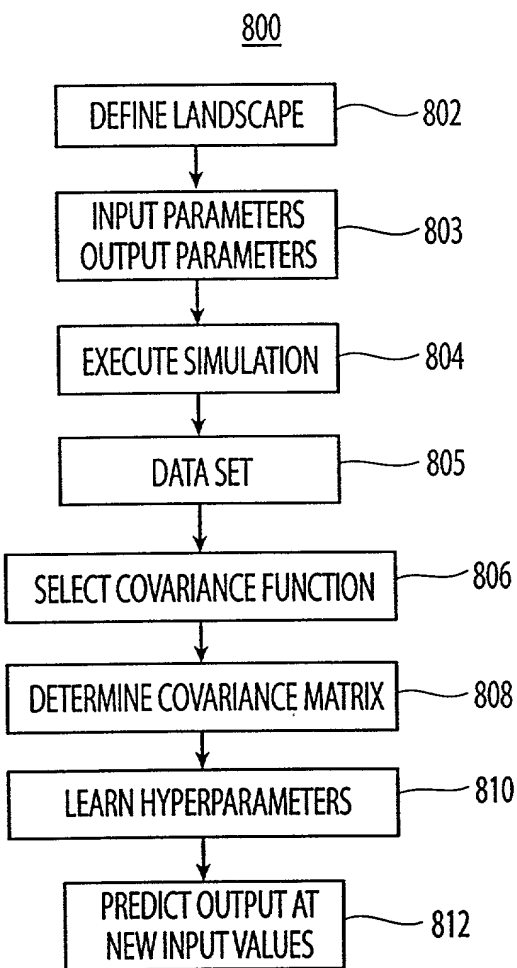 800
DEFINE LANDSCAPE
802
INPUT PARAMETERS
OUTPUT PARAMETERS
803
EXECUTE SIMULATION
804
DATA SET
805
SELECT COVARIANCE FUNCTION
806
DETERMINE COVARIANCE MATRIX
808
LEARN HYPERPARAMETERS
810
PREDICT OUTPUT AT
NEW INPUT VALUES
812